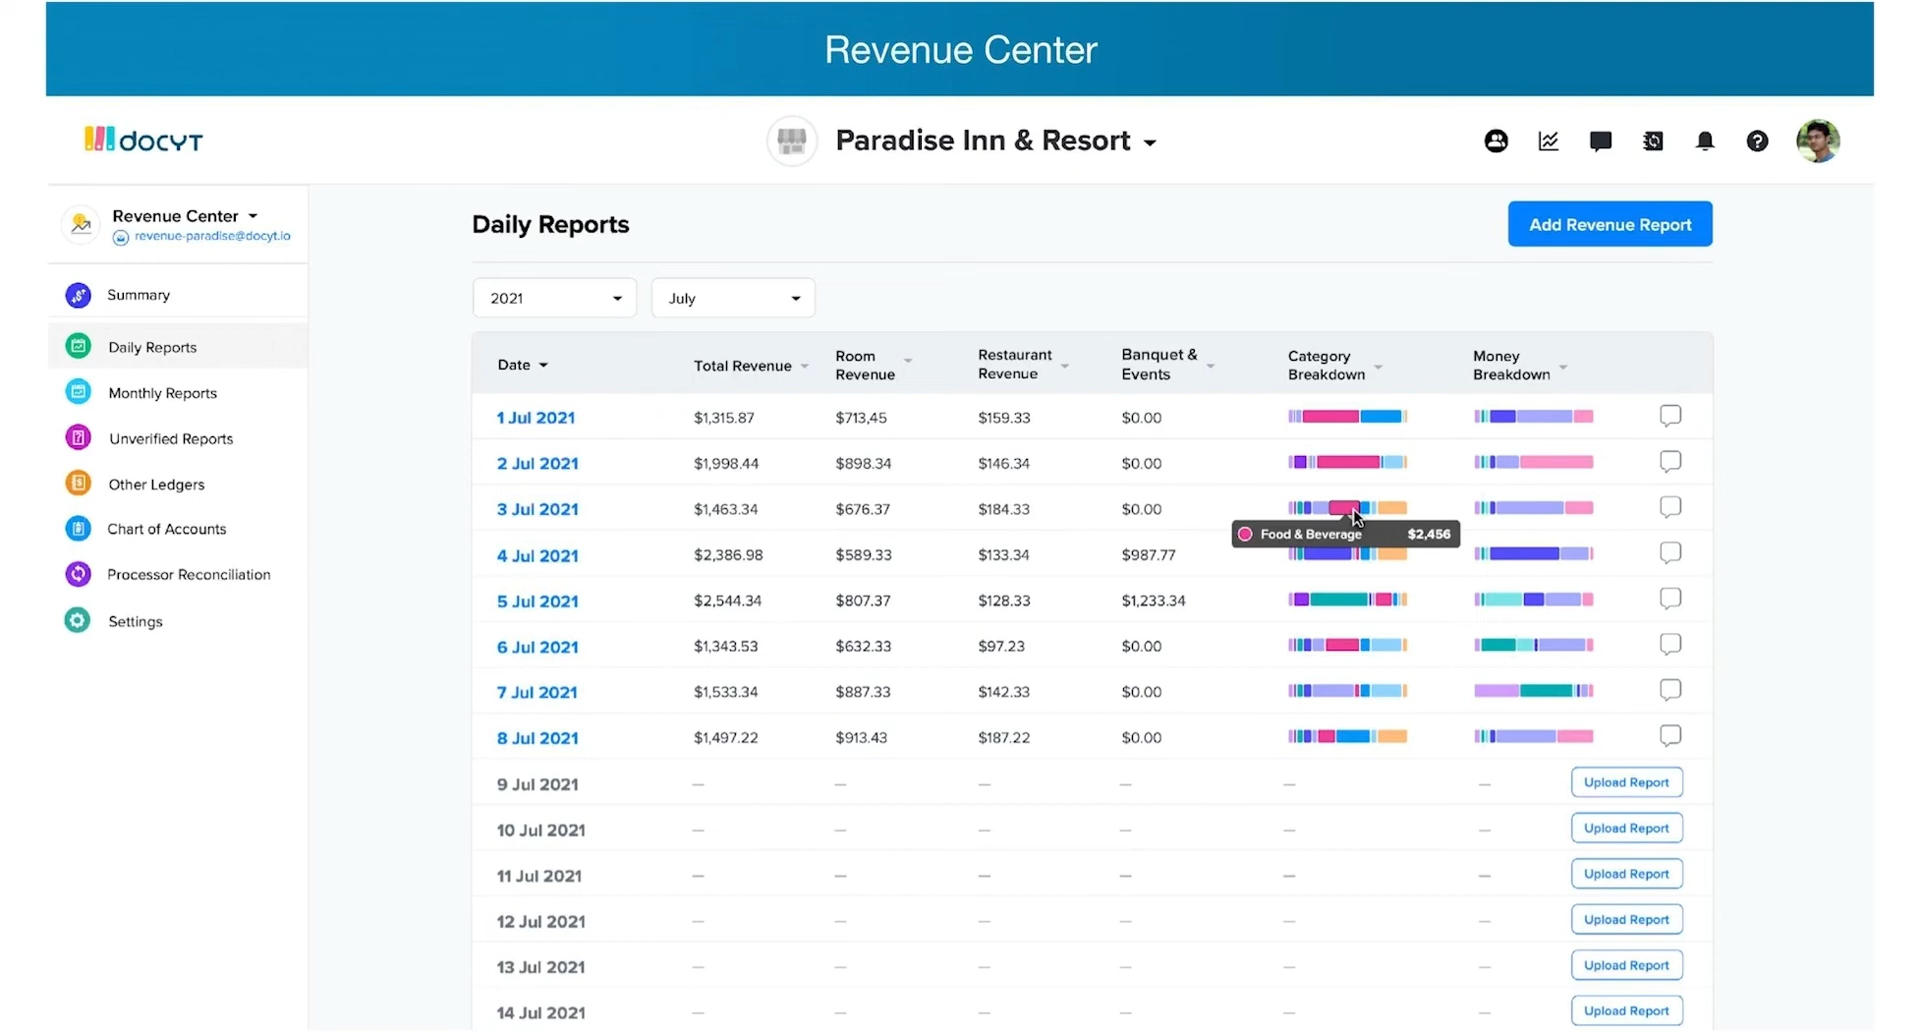 Revenue Center
docyt
Paradise Inn & Resort
Revenue Center
revenue-paradise@docyt.io
Summary
Daily Reports
Monthly Reports
Unverified Reports
Other Ledgers
Chart of Accounts
Processor Reconciliation
Settings
Daily Reports
Add Revenue Report
2021 July
Date Total Revenue Room Revenue Restaurant Revenue Banquet & Events Category Breakdown Money Breakdown
1 Jul 2021 $1,315.87 $713,45 $159.33 $0.00
2 Jul 2021 $1,998.44 $898.34 $146.34 $0.00
3 Jul 2021 $1,463.34 $676.37 $184.33 $0.00
Food & Beverage $2,456
4 Jul 2021 $2,386.98 $589.33 $133.34 $987.77
5 Jul 2021 $2,544.34 $807.37 $128.33 $1,233.34
6 Jul 2021 $1,343.53 $632.33 $97.23 $0.00
7 Jul 2021 $1,533.34 $887.33 $142.33 $0.00
8 Jul 2021 $1,497.22 $913.43 $187.22 $0.00
9 Jul 2021 — — — — — — Upload Report
10 Jul 2021 — — — — — — Upload Report
11 Jul 2021 — — — — — — Upload Report
12 Jul 2021 — — — — — — Upload Report
13 Jul 2021 — — — — — — Upload Report
14 Jul 2021 — — — — — — Upload Report